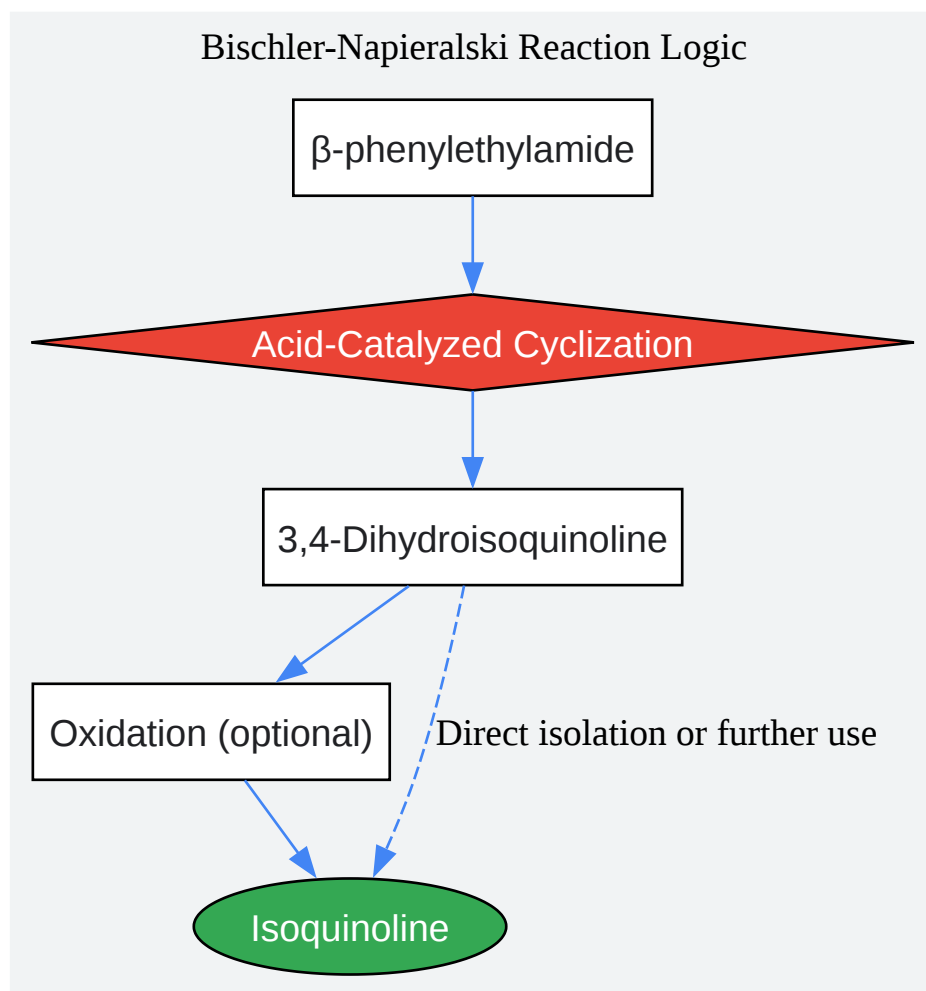 Bischler-Napieralski Reaction Logic
β-phenylethylamide
Acid-Catalyzed Cyclization
3,4-Dihydroisoquinoline
Oxidation (optional)
Direct isolation or further use
Isoquinoline